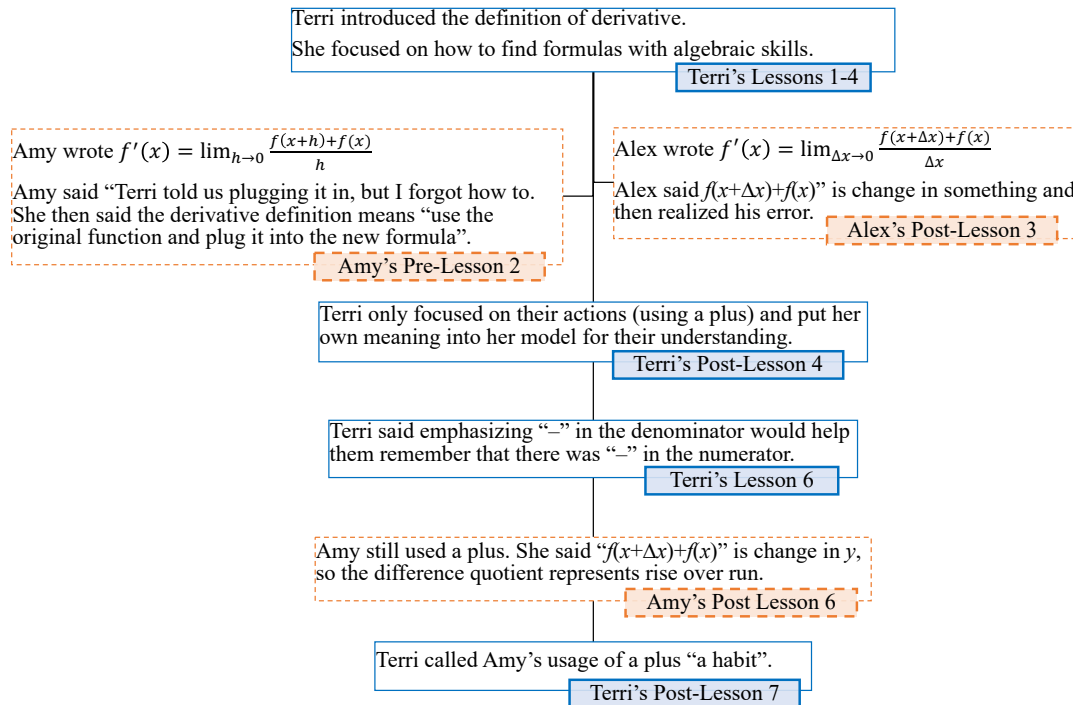 Terri introduced the definition of derivative.
She focused on how to find formulas with algebraic skills.
Terri's Lessons 1-4
Amy wrote f′(x) = lim_{h→0} \frac{f(x+h)+f(x)}{h}
Amy said “Terri told us plugging it in, but I forgot how to.
She then said the derivative definition means “use the
original function and plug it into the new formula”.
Amy’s Pre-Lesson 2
Alex wrote f′(x) = lim_{Δx→0} \frac{f(x+Δx)+f(x)}{Δx}
Alex said f(x+Δx)+f(x)” is change in something and
then realized his error.
Alex’s Post-Lesson 3
Terri only focused on their actions (using a plus) and put her
own meaning into her model for their understanding.
Terri’s Post-Lesson 4
Terri said emphasizing “–” in the denominator would help
them remember that there was “–” in the numerator.
Terri’s Lesson 6
Amy still used a plus. She said “f(x+Δx)+f(x)” is change in y,
so the difference quotient represents rise over run.
Amy’s Post Lesson 6
Terri called Amy’s usage of a plus “a habit”.
Terri’s Post-Lesson 7